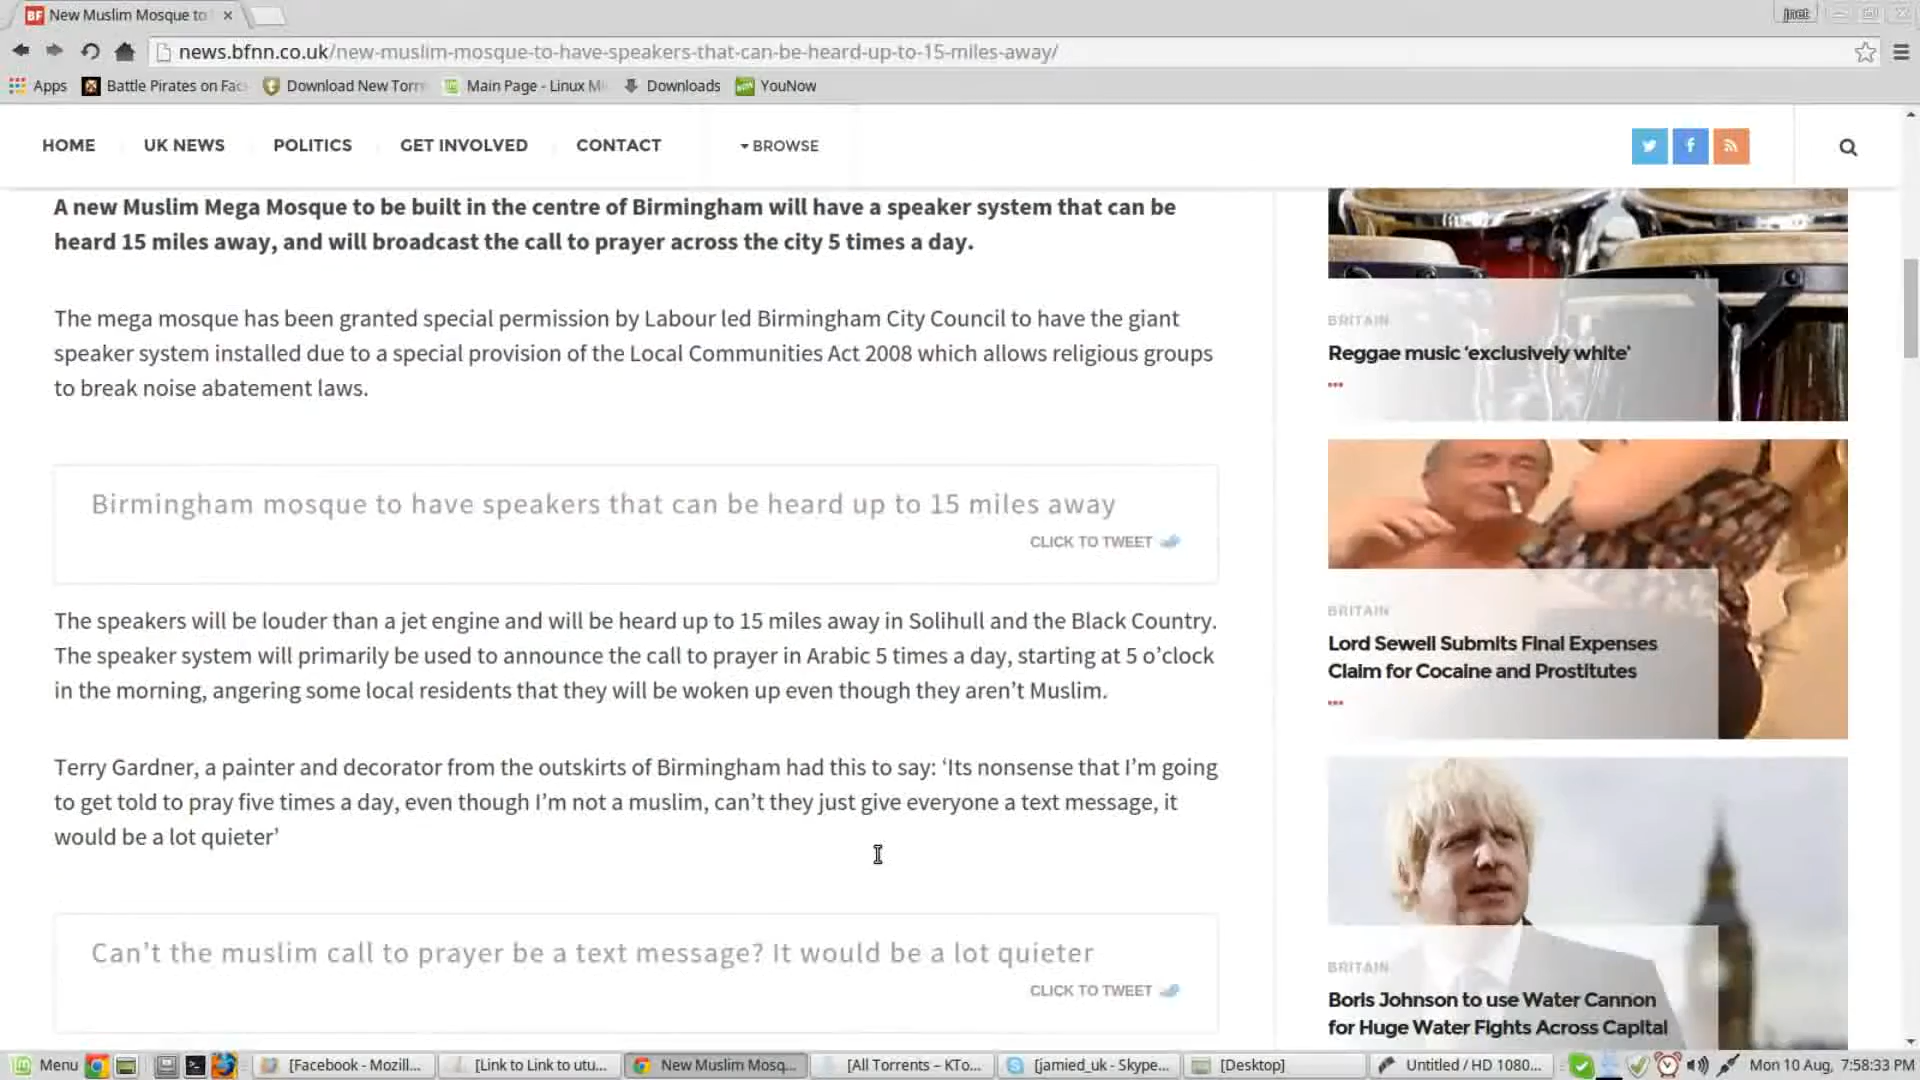 New Muslim Mosque to
jnet
news.bfnn.co.uk/new-muslim-mosque-to-have-speakers-that-can-be-heard-up-to-15-miles-away/
Apps
Battle Pirates on Fac
Download New Torr
Main Page - Linux Mi
Downloads
YouNow
HOME
UK NEWS
POLITICS
GET INVOLVED
CONTACT
BROWSE
A new Muslim Mega Mosque to be built in the centre of Birmingham will have a speaker system that can be
heard 15 miles away, and will broadcast the call to prayer across the city 5 times a day.
The mega mosque has been granted special permission by Labour led Birmingham City Council to have the giant
speaker system installed due to a special provision of the Local Communities Act 2008 which allows religious groups
to break noise abatement laws.
Birmingham mosque to have speakers that can be heard up to 15 miles away
CLICK TO TWEET
The speakers will be louder than a jet engine and will be heard up to 15 miles away in Solihull and the Black Country.
The speaker system will primarily be used to announce the call to prayer in Arabic 5 times a day, starting at 5 o’clock
in the morning, angering some local residents that they will be woken up even though they aren’t Muslim.
Terry Gardner, a painter and decorator from the outskirts of Birmingham had this to say: ‘Its nonsense that I’m going
to get told to pray five times a day, even though I’m not a muslim, can’t they just give everyone a text message, it
would be a lot quieter’
Can’t the muslim call to prayer be a text message? It would be a lot quieter
CLICK TO TWEET
BRITAIN
Reggae music ‘exclusively white’
BRITAIN
Lord Sewell Submits Final Expenses
Claim for Cocaine and Prostitutes
BRITAIN
Boris Johnson to use Water Cannon
for Huge Water Fights Across Capital
Menu
[Facebook - Mozill...
[Link to Link to utu...
New Muslim Mosq...
[All Torrents – KTo...
[jamied_uk - Skype...
[Desktop]
Untitled / HD 1080...
Mon 10 Aug, 7:58:33 PM